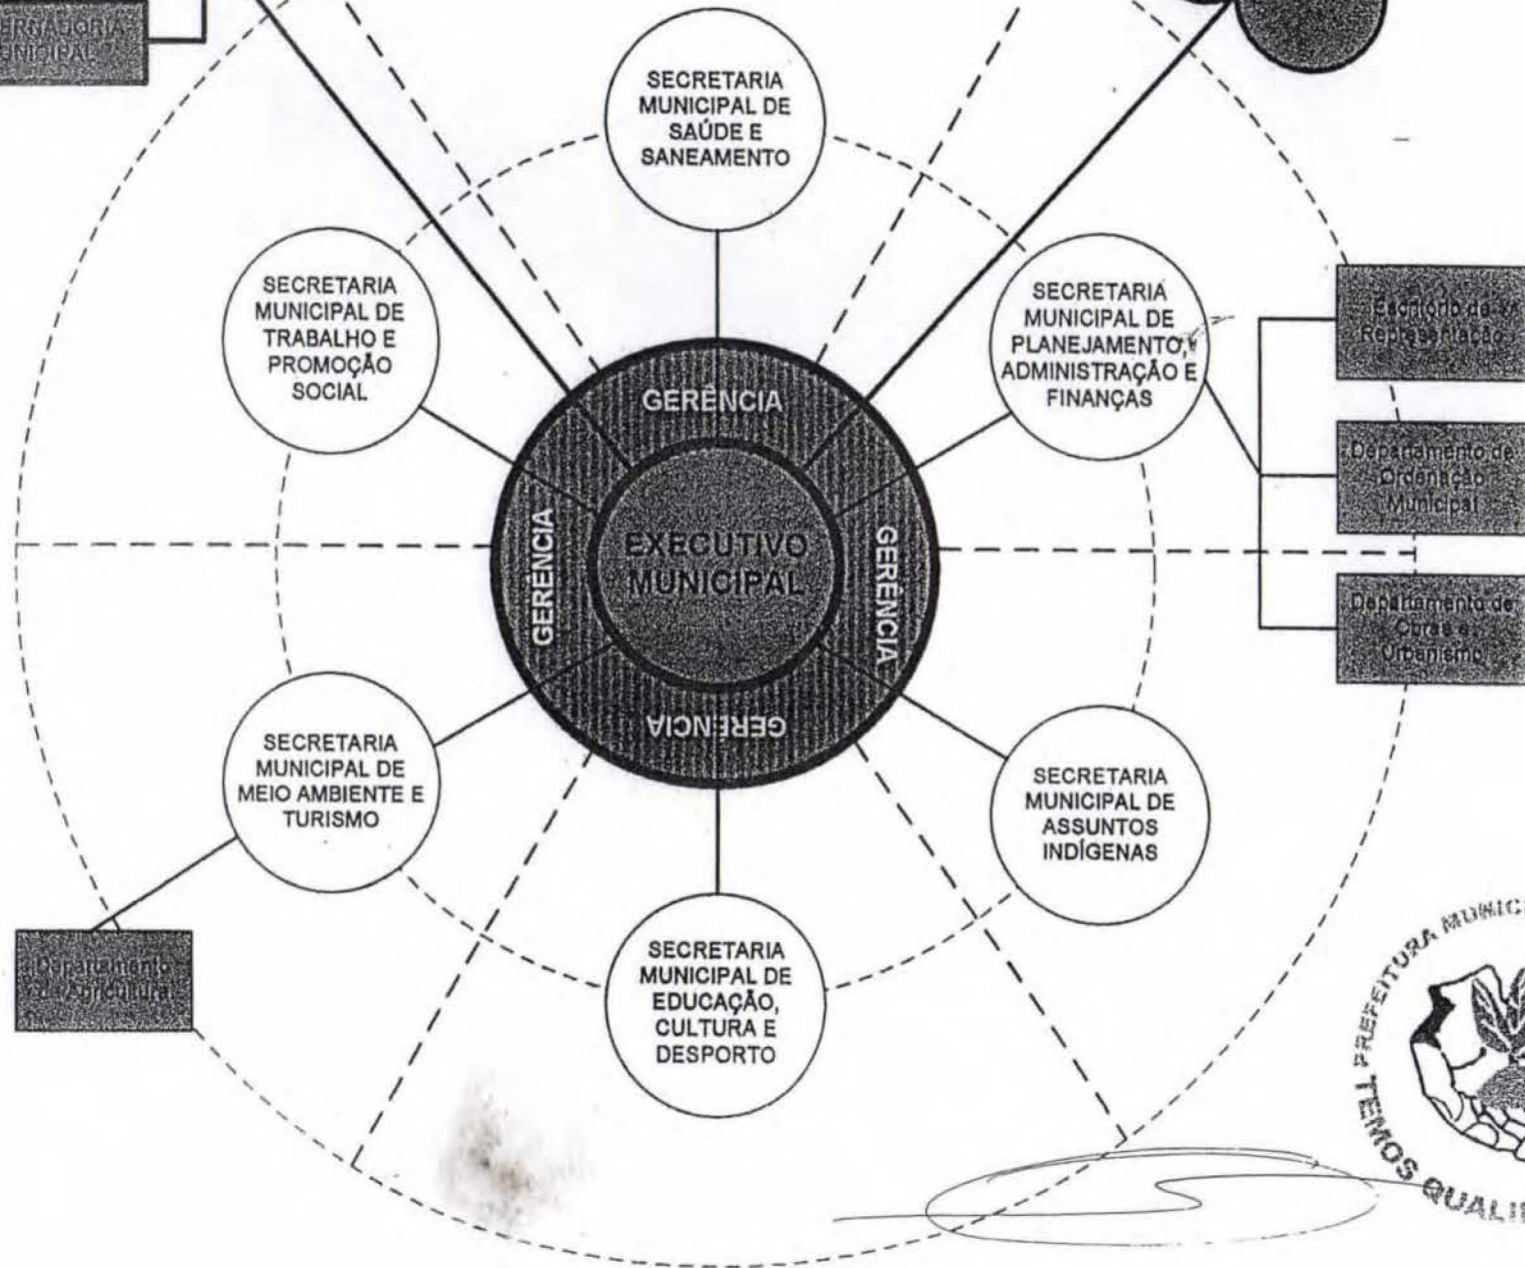 MUNICIPAL
SECRETARIA
MUNICIPAL DE
SAÚDE E
SANEAMENTO
SECRETARIA
MUNICIPAL DE
TRABALHO E
PROMOÇÃO
SOCIAL
SECRETARIA
MUNICIPAL DE
PLANEJAMENTO,
ADMINISTRAÇÃO E
FINANÇAS
Escritório de
Representação
Departamento de
Ordenação
Municipal
Departamento de
Obras e
Urbanismo
GERÊNCIA
GERÊNCIA
EXECUTIVO
MUNICIPAL
GERÊNCIA
GERÊNCIA
SECRETARIA
MUNICIPAL DE
MEIO AMBIENTE E
TURISMO
SECRETARIA
MUNICIPAL DE
ASSUNTOS
INDÍGENAS
Departamento
de Agricultura
SECRETARIA
MUNICIPAL DE
EDUCAÇÃO,
CULTURA E
DESPORTO
PREFEITURA MUNIC
TEMOS QUALI